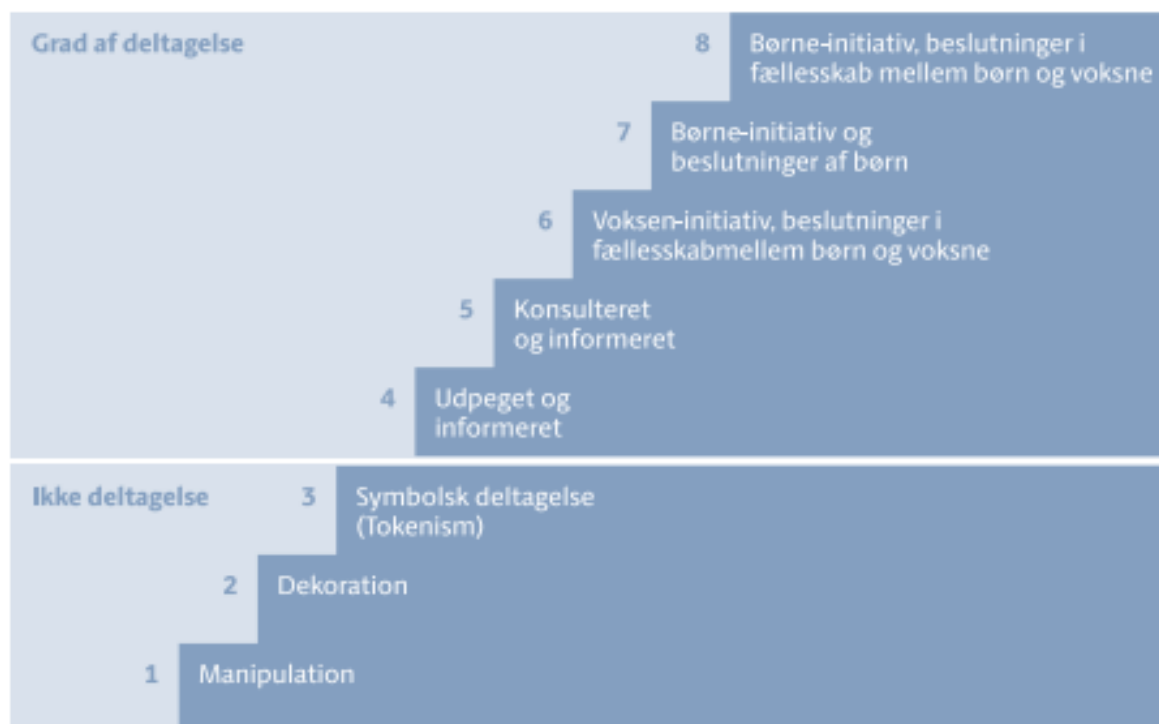 Grad af deltagelse
8
Børne-initiativ, beslutninger i
fællesskab mellem børn og voksne
7
Børne-initiativ og
beslutninger af børn
6
Voksen-initiativ, beslutninger i
fællesskabmellem børn og voksne
5
Konsulteret
og informeret
4
Udpeget og
informeret
Ikke deltagelse
3
Symbolsk deltagelse
(Tokenism)
2
Dekoration
1
Manipulation